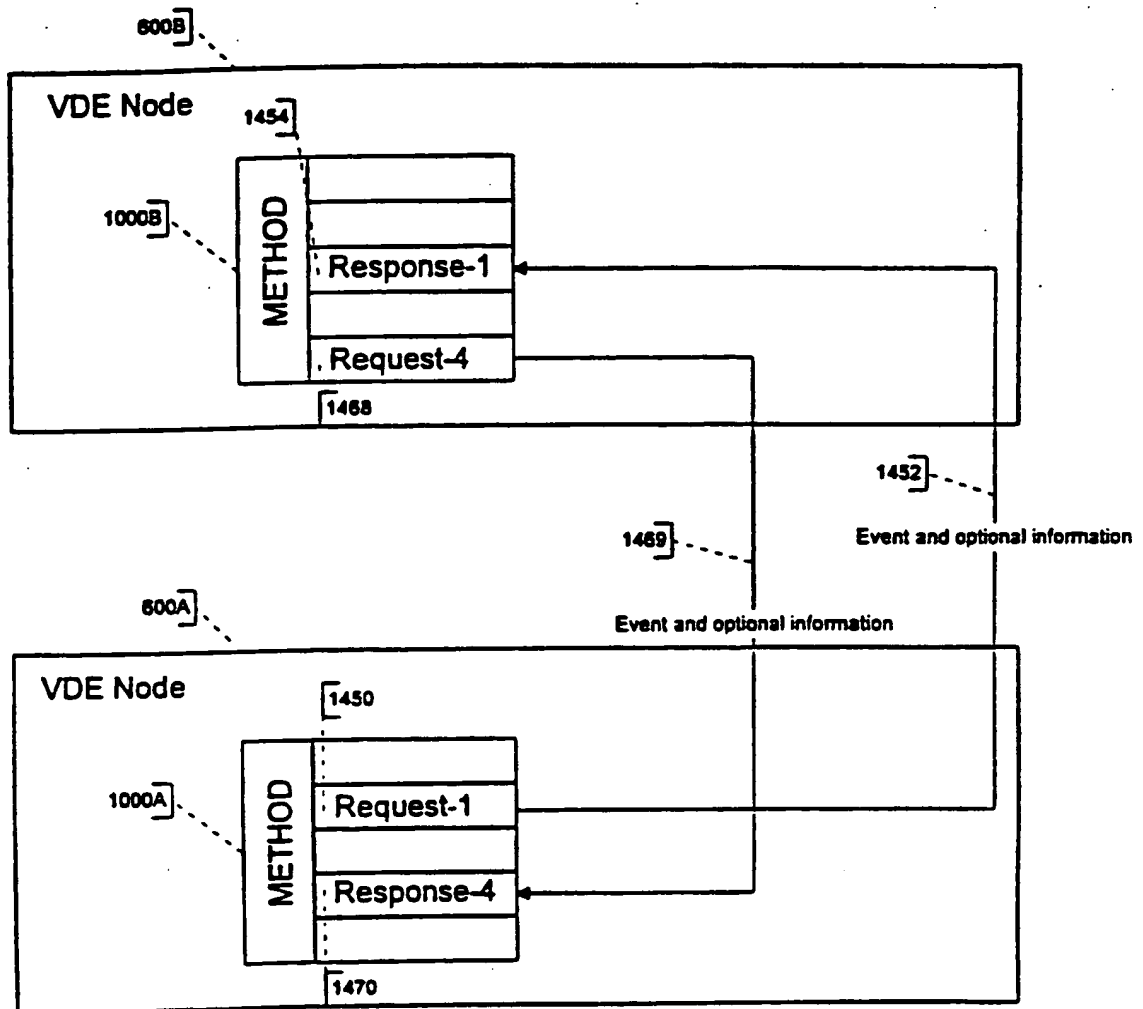 600B
VDE Node
1454
METHOD
1000B
Response-1
Request-4
1468
1452
Event and optional information
1469
Event and optional information
600A
VDE Node
1450
METHOD
1000A
Request-1
Response-4
1470